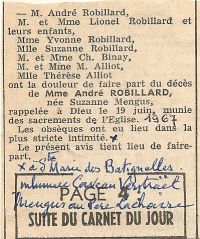 — M. André Robillard,
M. et Mme Lionel Robillard et
leurs enfants,
Mme Yvonne Robillard,
Mlle Suzanne Robillard,
M. et Mme Ch. Binay,
M. et Mme M. Alliot,
Mlle Thérèse Alliot
ont la douleur de faire part du décès
de Mme André ROBILLARD,
née Suzanne Mengus,
rappelée à Dieu le 19 juin, munie
des sacrements de l'Eglise. 1967
Les obsèques ont eu lieu dans la
plus stricte intimité. x
Le présent avis tient lieu de faire-
part.
x à Ste Marie des Batignolles
inhumée Caveau
PAGE
Mengus au Père Lachaise
SUITE DU CARNET DU JOUR